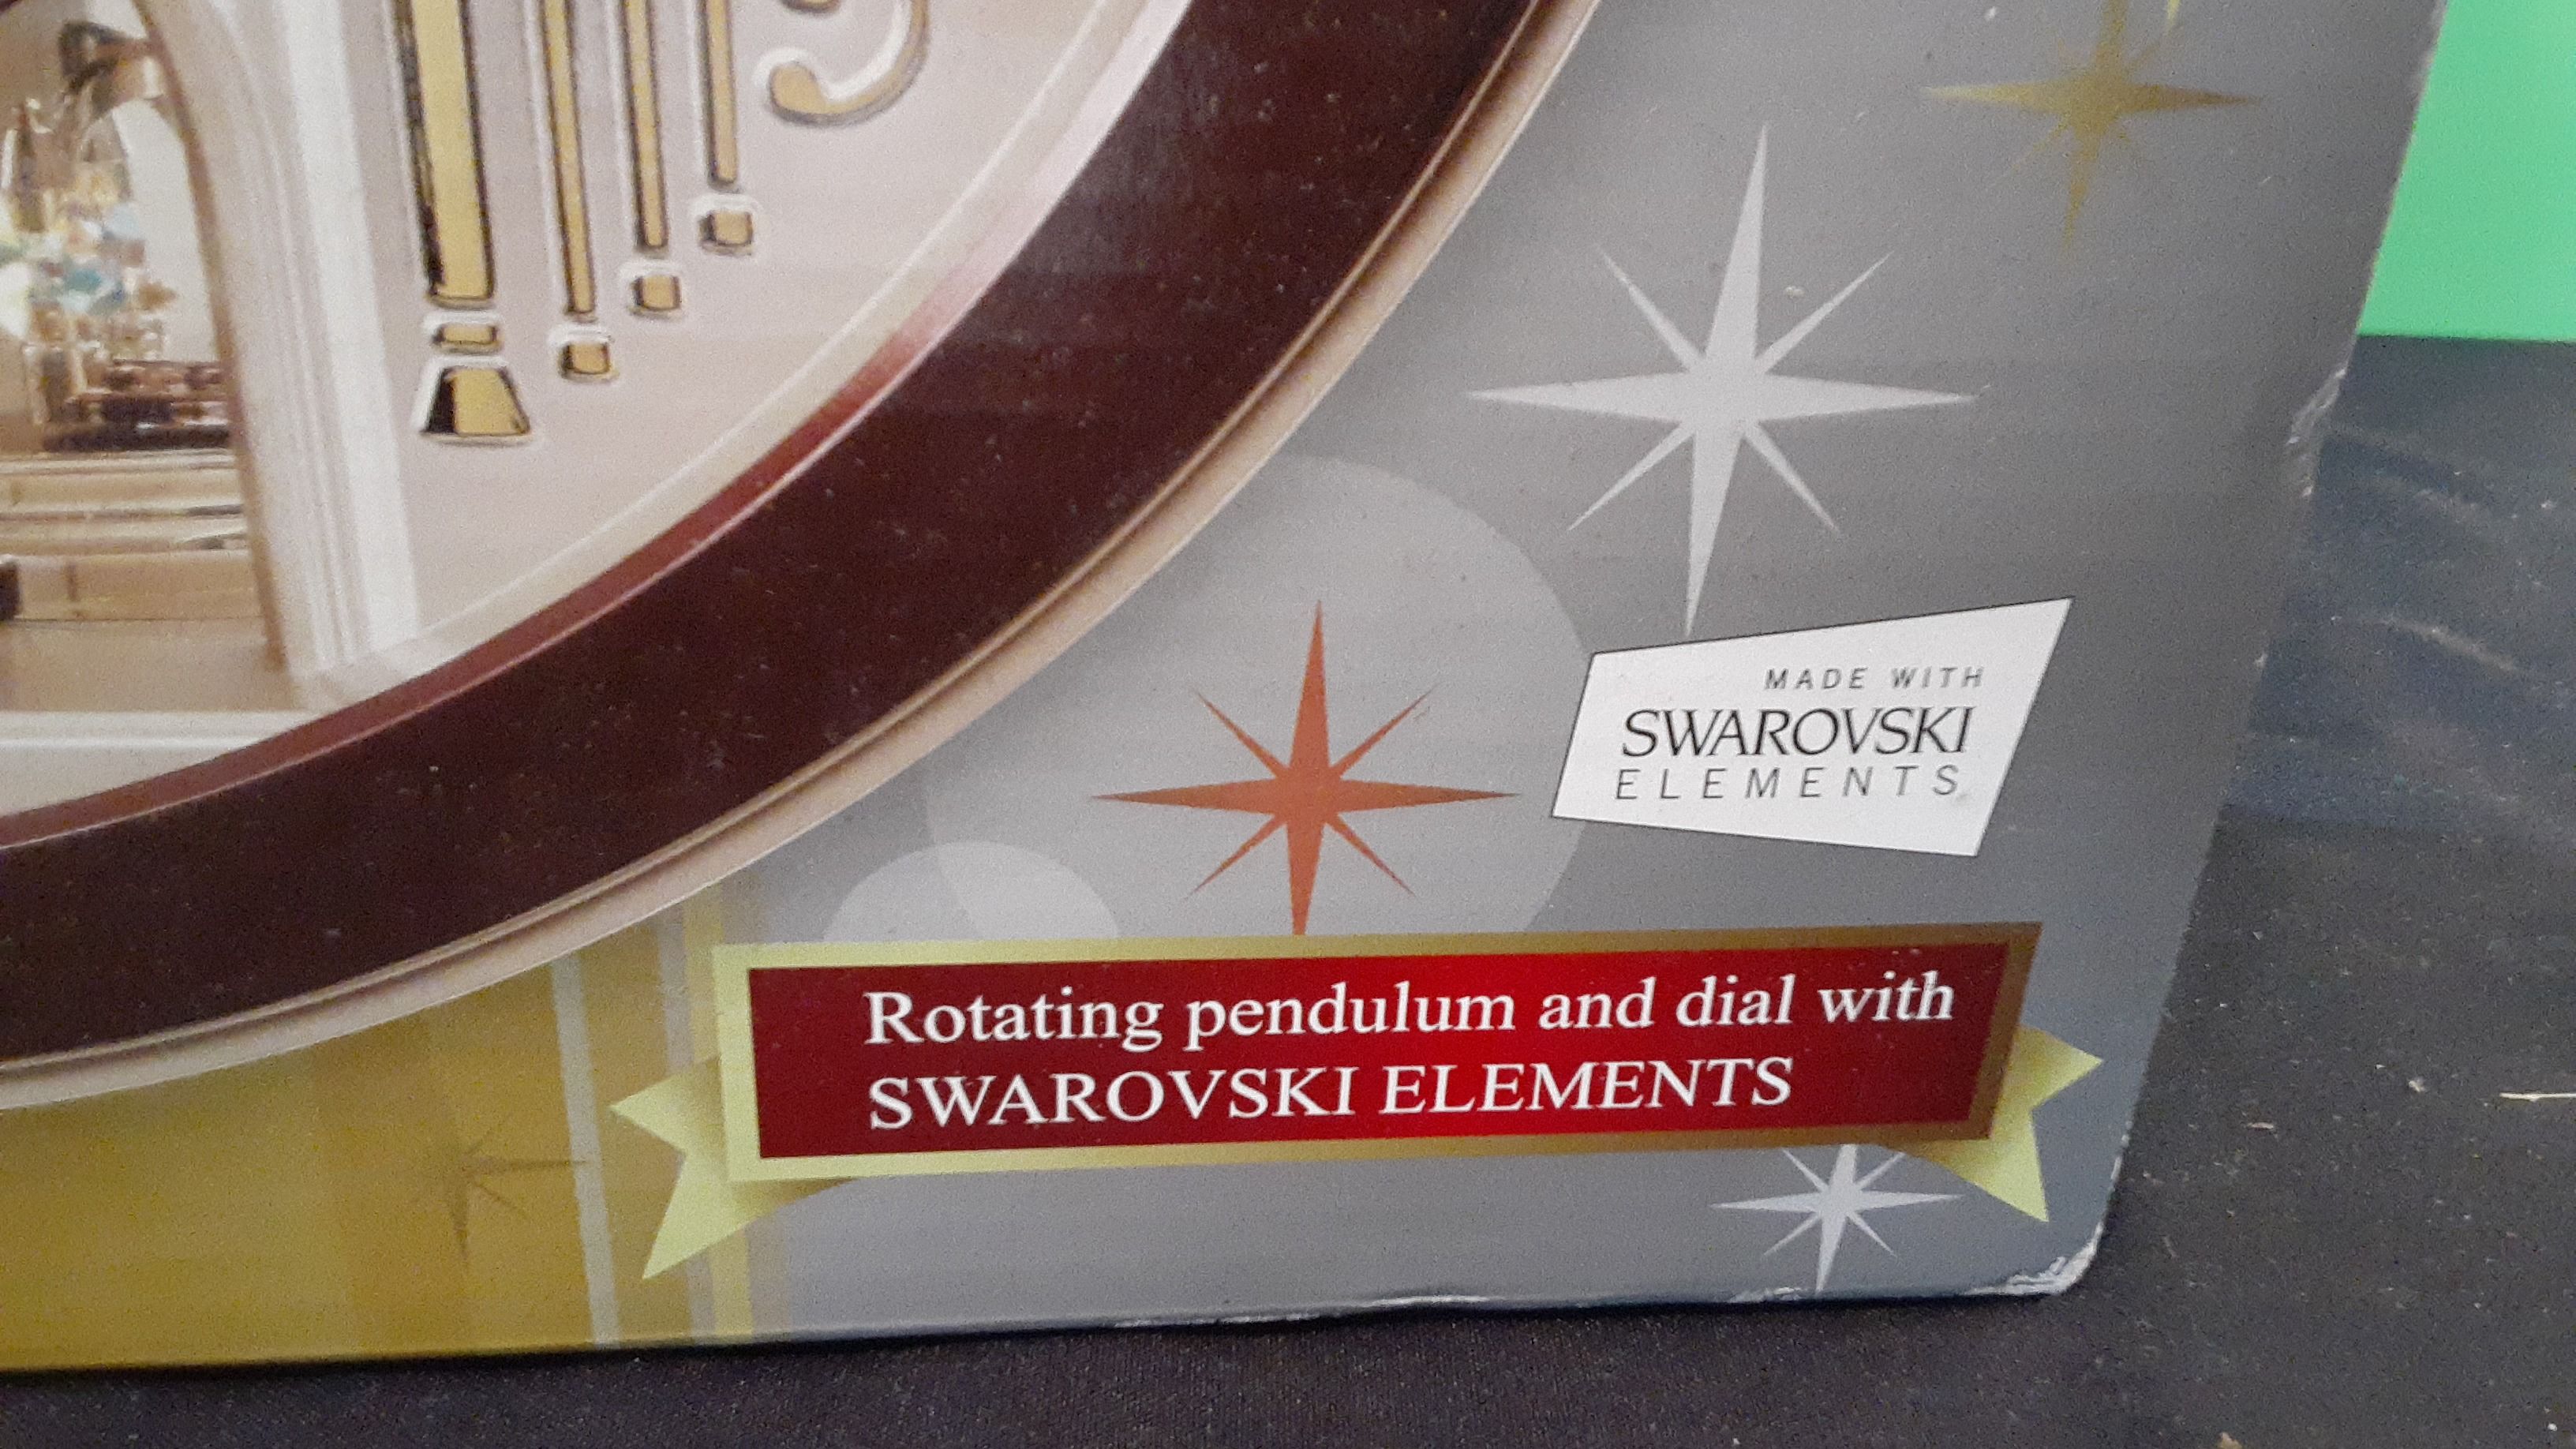 MADE WITH
SWAROVSKI
ELEMENTS
Rotating pendulum and dial with
SWAROVSKI ELEMENTS